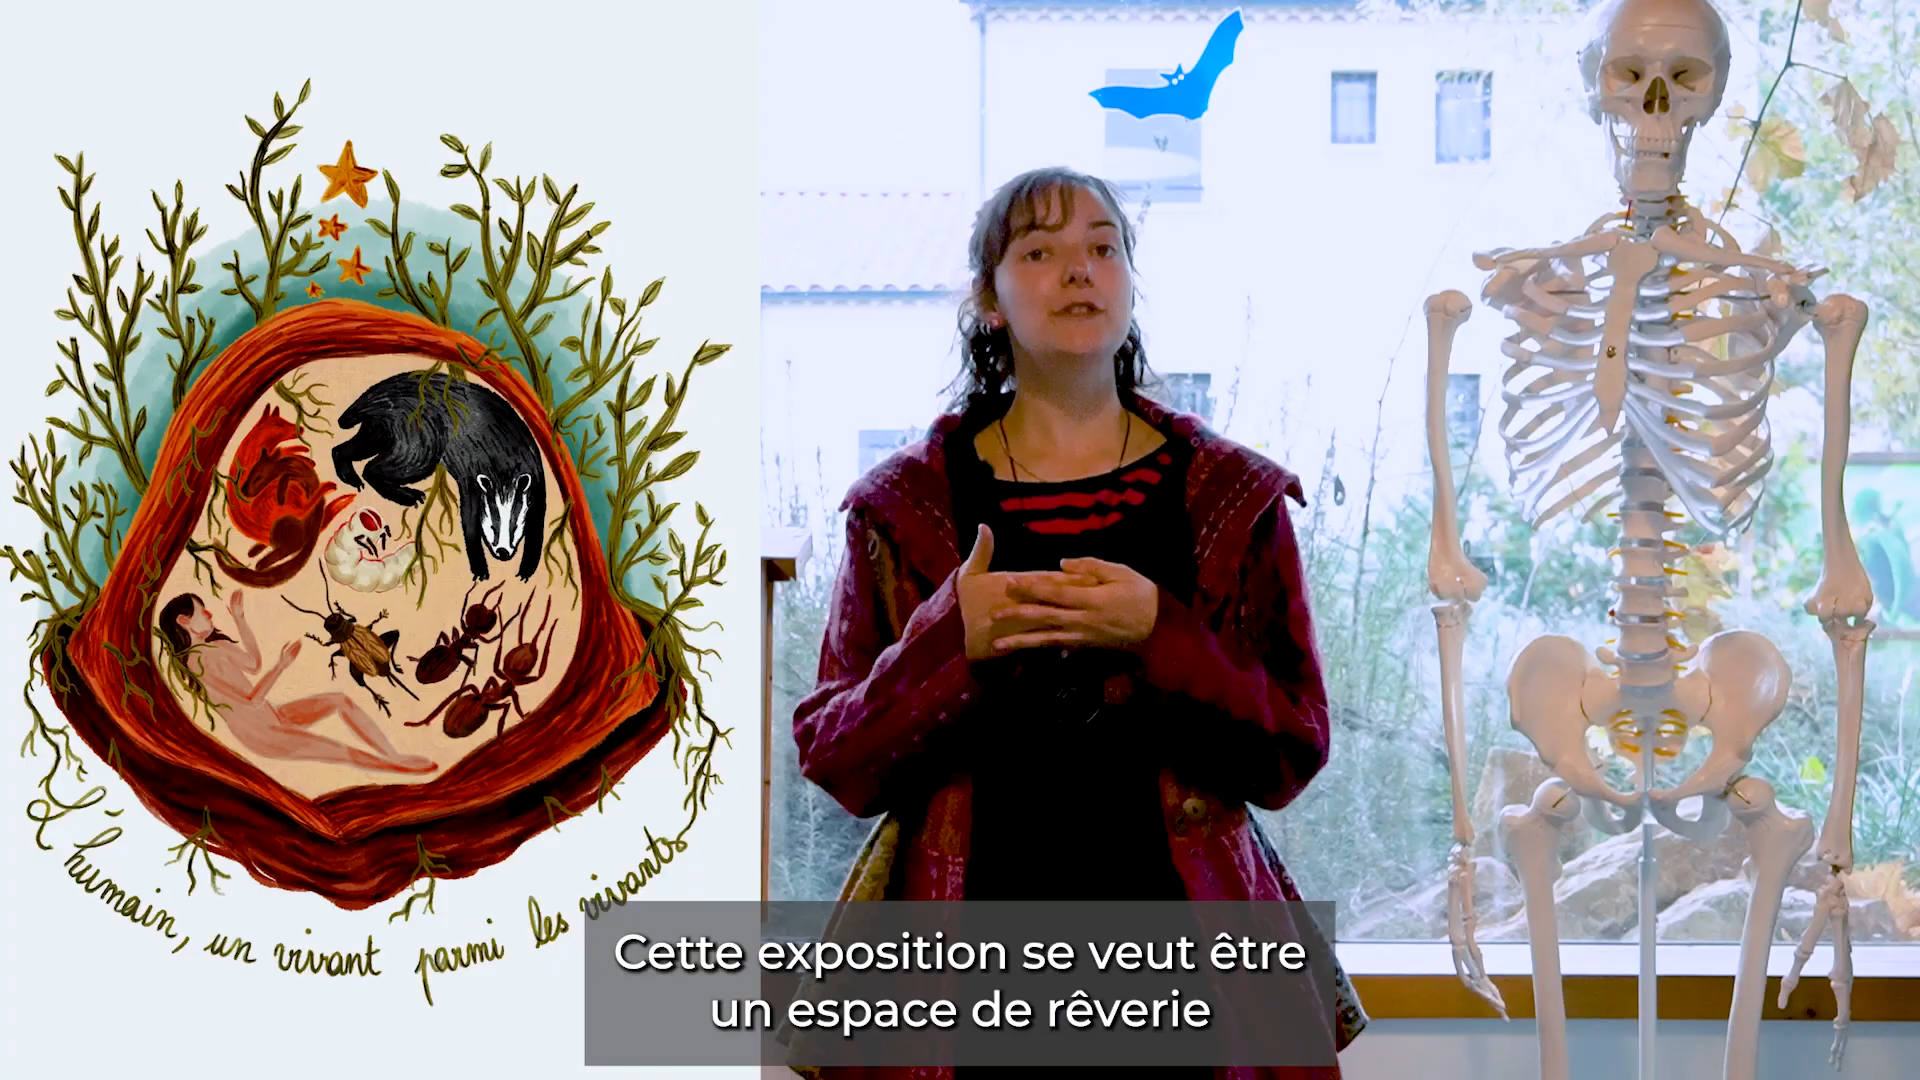 L'humain, un vivant parmi les vivants
Cette exposition se veut être
un espace de rêverie